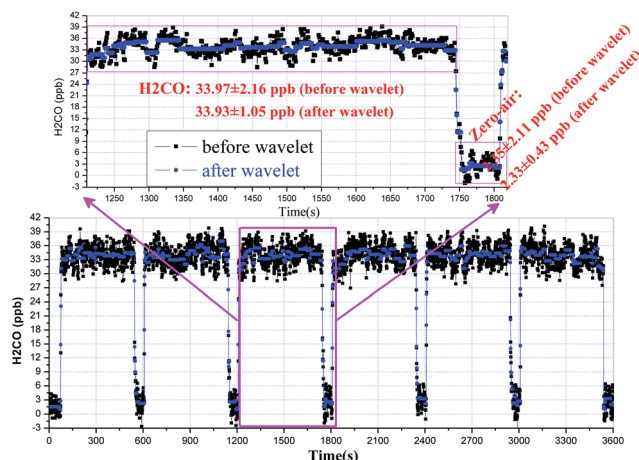 42
39
36
33
30
27
24
21
18
15
12
9
6
3
0
-3
H2CO (ppb)
H2CO: 33.97±2.16 ppb (before wavelet)
33.93±1.05 ppb (after wavelet)
Zero-air:
±2.11 ppb (before wavelet)
2.33±0.43 ppb (after wavelet)
before wavelet
after wavelet
1250 1300 1350 1400 1450 1500 1550 1600 1650 1700 1750 1800
Time(s)
42
39
36
33
30
27
24
21
18
15
12
9
6
3
0
-3
H2CO (ppb)
0 300 600 900 1200 1500 1800 2100 2400 2700 3000 3300 3600
Time(s)